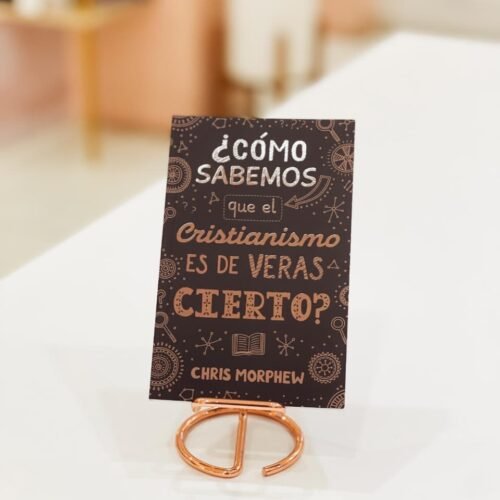 ¿CÓMO
SABEMOS
que el
Cristianismo
ES DE VERAS
CIERTO?
CHRIS MORPHEW